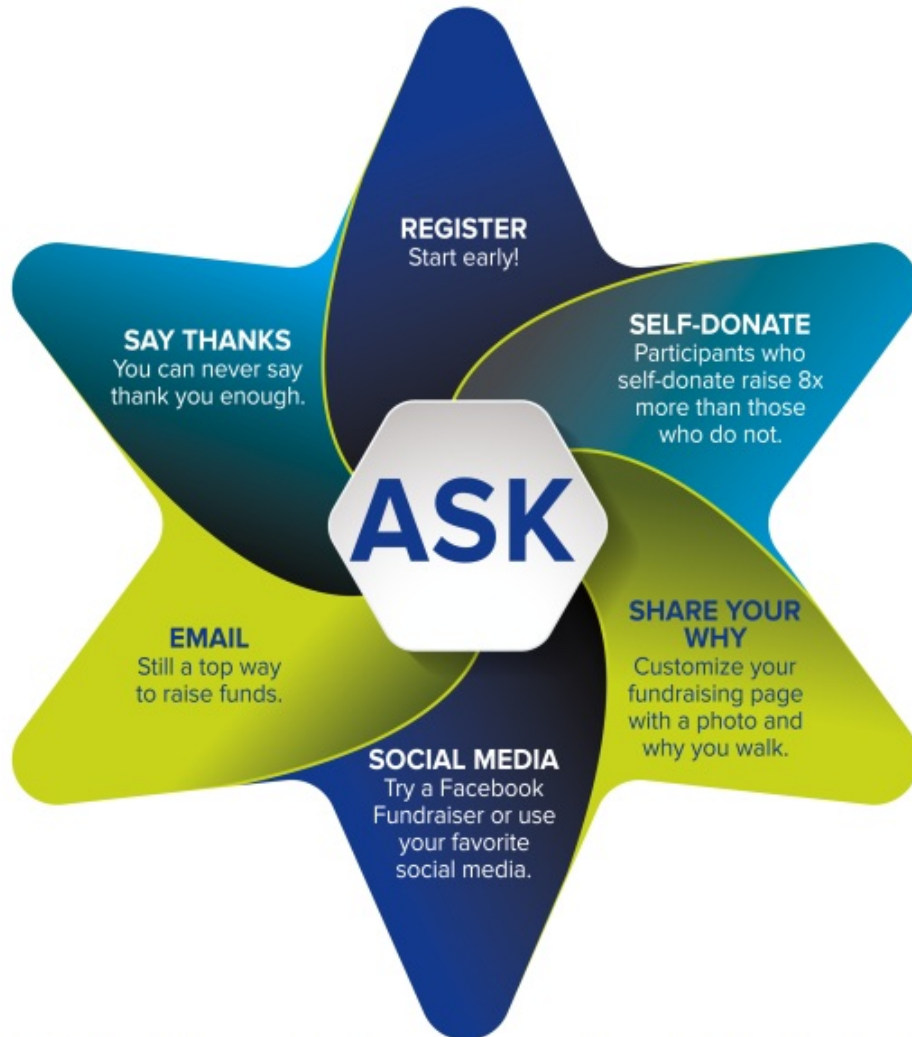 REGISTER
Start early!
SELF-DONATE
Participants who
self-donate raise 8x
more than those
who do not.
SHARE YOUR
WHY
Customize your
fundraising page
with a photo and
why you walk.
SOCIAL MEDIA
Try a Facebook
Fundraiser or use
your favorite
social media.
EMAIL
Still a top way
to raise funds.
SAY THANKS
You can never say
thank you enough.
ASK